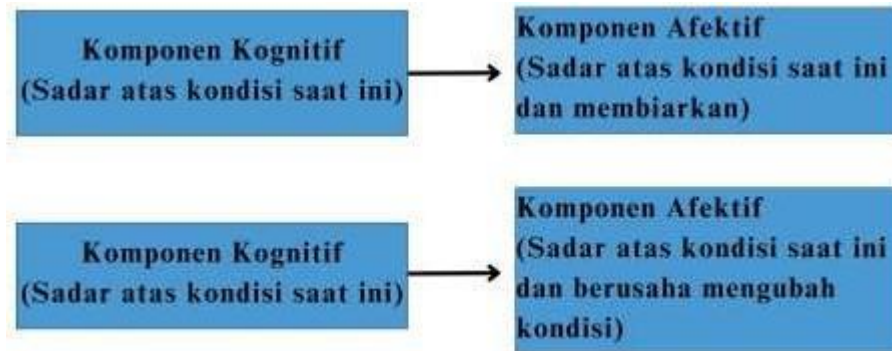 Komponen Kognitif
(Sadar atas kondisi saat ini)
Komponen Afektif
(Sadar atas kondisi saat ini
dan membiarkan)
Komponen Kognitif
(Sadar atas kondisi saat ini)
Komponen Afektif
(Sadar atas kondisi saat ini
dan berusaha mengubah
kondisi)